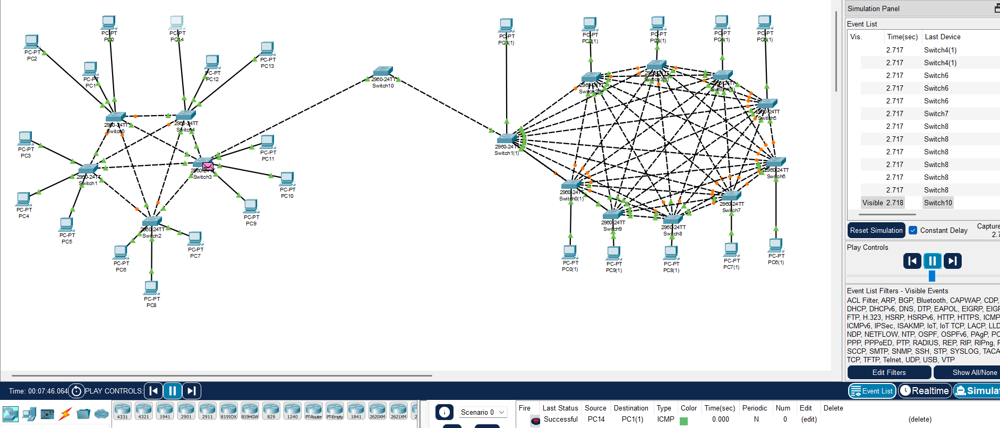 Simulation Panel
Event List
Vis. Time(sec) Last Device
2.717 Switch4(1)
2.717 Switch4(1)
2.717 Switch6
2.717 Switch6
2.717 Switch6
2.717 Switch7
2.717 Switch8
2.717 Switch8
2.717 Switch8
2.717 Switch8
2.717 Switch8
2.717 Switch8
Visible 2.718 Switch10
Reset Simulation Constant Delay
Play Controls
Event List Filters - Visible Events
ACL Filter, ARP, BGP, Bluetooth, CAPWAP, CDP,
DHCP, DHCPv6, DNS, DTP, EAPOL, EIGRP,
FTP, H.323, HSRP, HSRPv6, HTTP, HTTPS, ICMP
ICMPv6, IPSec, ISAKMP, IoT, IoT TCP, LACP,
NDP, NETFLOW, NTP, OSPF, OSPFv6, PAgP,
PPP, PPPoED, PTP, RADIUS, REP, RIP, RIPng,
SCCP, SMTP, SNMP, SSH, STP, SYSLOG,
TCP, TFTP, Telnet, UDP, USB, VTP
Edit Filters Show All/None
Event List Realtime
PC-PT
PC0
PC-PT
PC-PT
PC2
PC-PT
PC1
PC-PT
PC12
PC-PT
PC13
2960-24TT
Switch10
2960-24TT
Switch0
2960-24TT
Switch4
PC-PT
PC3
PC-PT
PC11
2960-24TT
Switch1
Switch3
PC-PT
PC10
PC-PT
PC4
PC-PT
PC9
PC-PT
PC5
2960-24TT
Switch2
PC-PT
PC7
PC-PT
PC6
PC-PT
PC8
PC-PT
PC1(1)
PC-PT
PC2(1)
PC-PT
PC3(1)
PC-PT
PC4(1)
PC-PT
PC5(1)
2960-24TT
Switch2(1)
2960-24TT
Switch3(1)
2960-24TT
Switch4(1)
2960-24TT
Switch5
2960-24TT
Switch1(1)
2960-24TT
Switch6
2960-24TT
Switch0(1)
2960-24TT
Switch7
2960-24TT
Switch9
2960-24TT
Switch8
PC-PT
PC0(1)
PC-PT
PC9(1)
PC-PT
PC8(1)
PC-PT
PC7(1)
PC-PT
PC6(1)
Time: 00:07:46.064 PLAY CONTROLS:
4331 4321 1941 2901 2911 819IOX 819HGW 829 1240 PT-Router PT-Empty 1841 2620XM 2621XM
Scenario 0
Fire Last Status Source Destination Type Color Time(sec) Periodic Num Edit Delete
Successful PC14 PC1(1) ICMP 0.000 N 0 (edit) (delete)